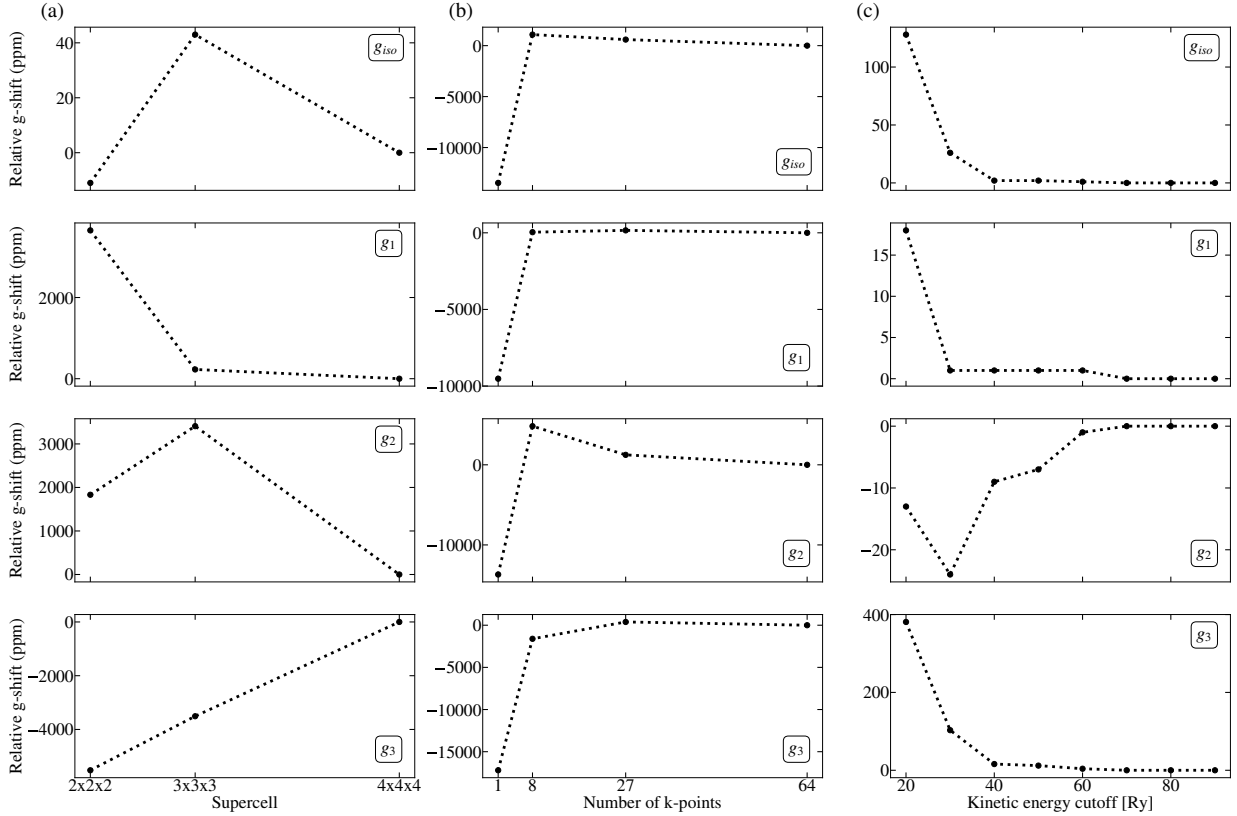 (a)
(b)
(c)
Relative g-shift (ppm)
40
20
0
g_iso
0
−5000
−10000
g_iso
100
50
0
g_iso
Relative g-shift (ppm)
2000
0
g_1
0
−5000
−10000
g_1
15
10
5
0
g_1
Relative g-shift (ppm)
3000
2000
1000
0
g_2
0
−10000
g_2
0
−10
−20
g_2
Relative g-shift (ppm)
0
−2000
−4000
g_3
2x2x2 3x3x3 4x4x4
Supercell
0
−5000
−10000
−15000
g_3
1 8 27 64
Number of k-points
400
200
0
g_3
20 40 60 80
Kinetic energy cutoff [Ry]